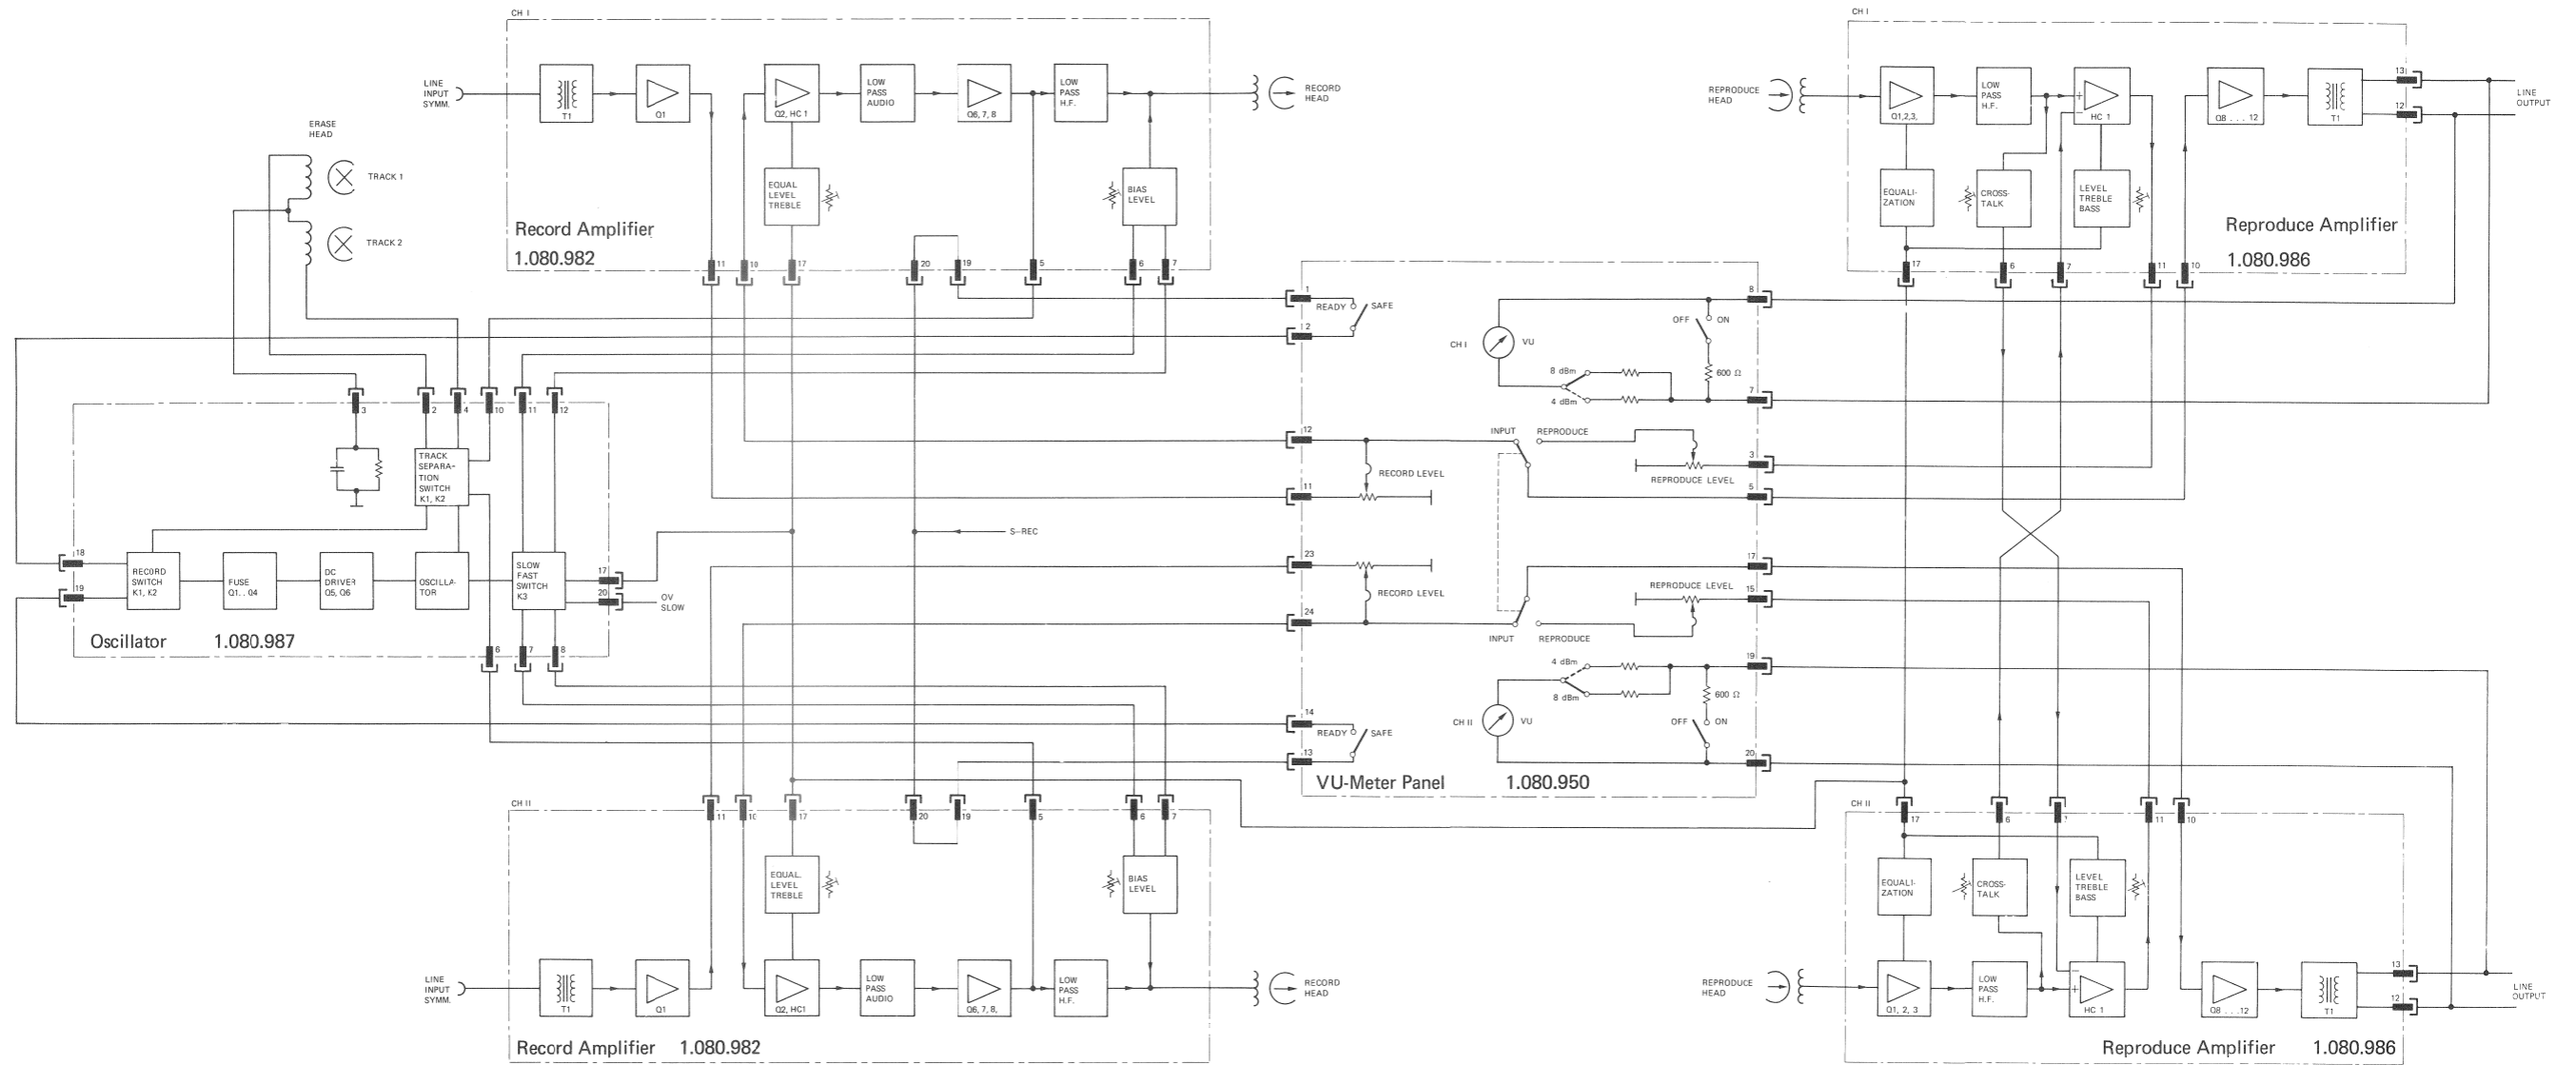 CH I
LINE
INPUT
SYMM.
T1
Q1
Q2, HC 1
LOW
PASS
AUDIO
Q6, 7, 8
LOW
PASS
H.F.
RECORD
HEAD
EQUAL
LEVEL
TREBLE
BIAS
LEVEL
Record Amplifier
1.080.982
11
10
17
20
19
5
6
7
ERASE
HEAD
TRACK 1
TRACK 2
3
2
4
10
11
12
TRACK
SEPARA-
TION
SWITCH
K1, K2
18
19
RECORD
SWITCH
K1, K2
FUSE
Q1. . Q4
DC
DRIVER
Q5, Q6
OSCILLA-
TOR
SLOW
FAST
SWITCH
K3
17
20
OV
SLOW
Oscillator 1.080.987
6
7
8
S-REC
1
READY
SAFE
2
CH I
VU
8 dBm
4 dBm
OFF
ON
600 Ω
8
7
12
RECORD LEVEL
11
INPUT
REPRODUCE
REPRODUCE LEVEL
3
5
23
RECORD LEVEL
24
INPUT
REPRODUCE
REPRODUCE LEVEL
17
15
4 dBm
8 dBm
600 Ω
OFF
ON
19
20
CH II
VU
14
READY
SAFE
13
VU-Meter Panel 1.080.950
CH I
REPRODUCE
HEAD
Q1,2,3,
LOW
PASS
H.F.
+
-
HC 1
Q8 . . . 12
T1
13
12
LINE
OUTPUT
EQUALI-
ZATION
CROSS-
TALK
LEVEL
TREBLE
BASS
Reproduce Amplifier
1.080.986
17
6
7
11
10
CH II
11
17
20
19
5
6
7
EQUAL.
LEVEL
TREBLE
BIAS
LEVEL
LINE
INPUT
SYMM.
T1
Q1
Q2, HC1
LOW
PASS
AUDIO
Q6, 7, 8,
LOW
PASS
H.F.
RECORD
HEAD
Record Amplifier 1.080.982
CH II
17
6
11
10
EQUALI-
ZATION
CROSS-
TALK
LEVEL
TREBLE
BASS
REPRODUCE
HEAD
Q1, 2, 3
LOW
PASS
H.F.
-
+
HC 1
Q8 . . . 12
T1
13
12
LINE
OUTPUT
Reproduce Amplifier 1.080.986